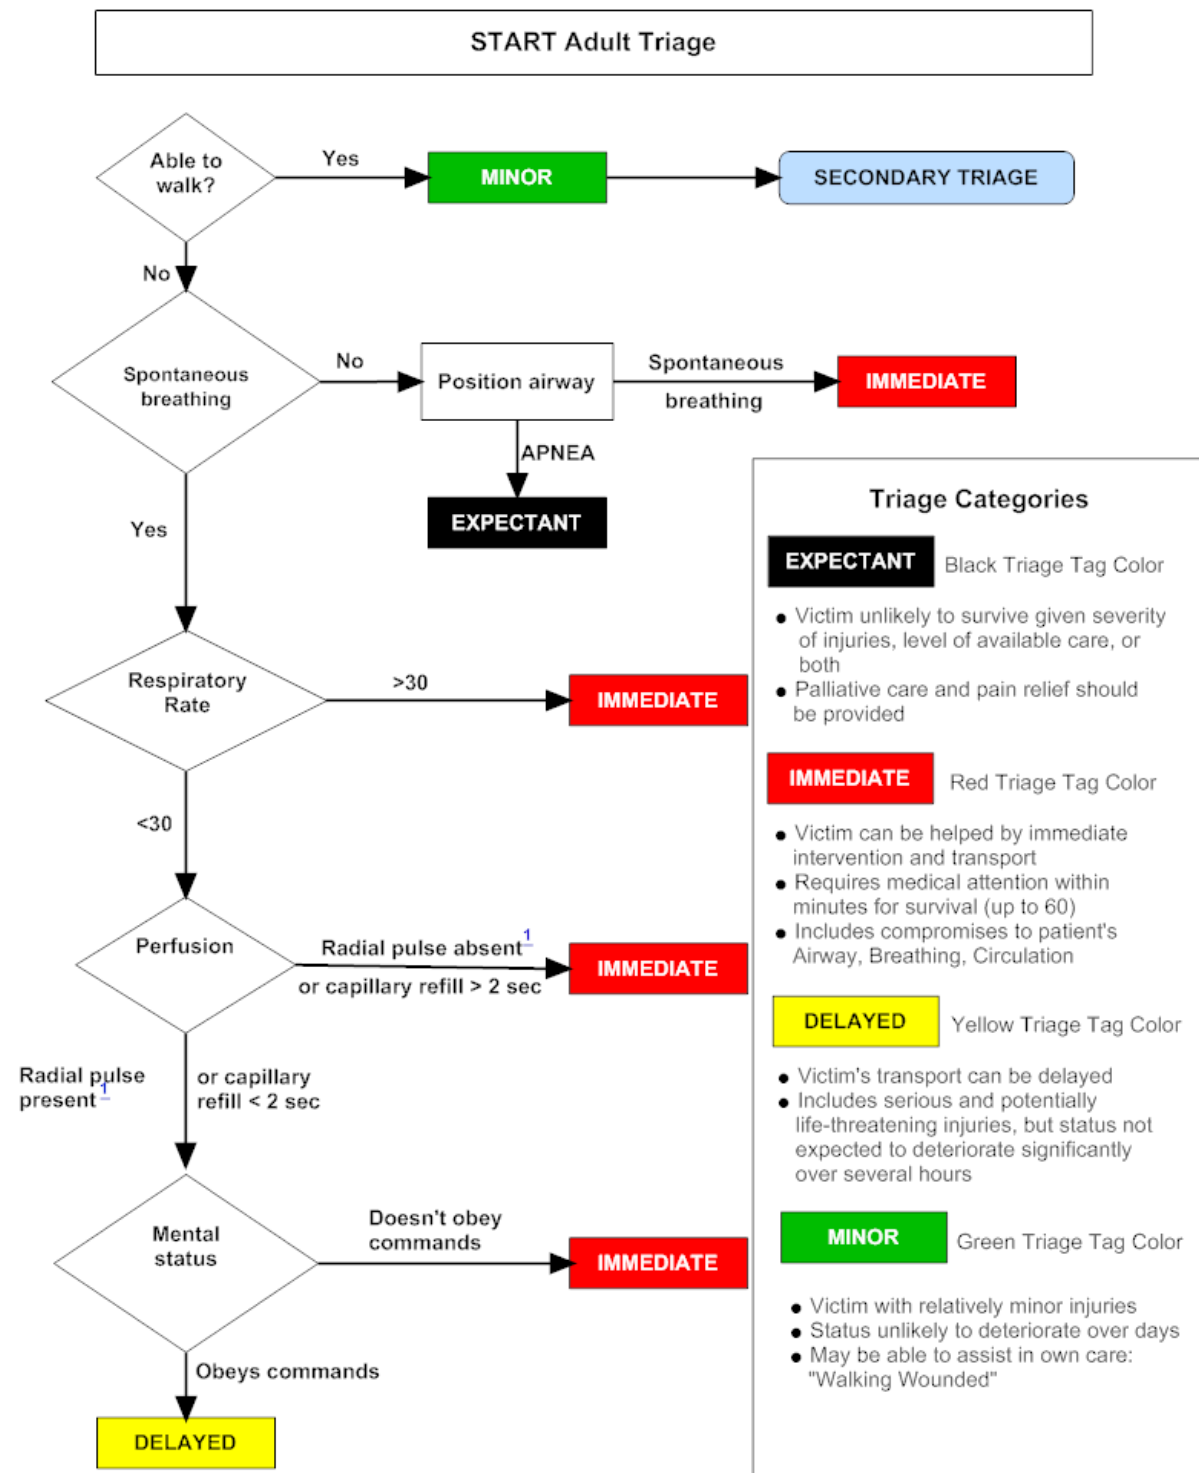 START Adult Triage
Able to
walk?
Yes
MINOR
SECONDARY TRIAGE
No
Spontaneous
breathing
No
Position airway
Spontaneous
breathing
IMMEDIATE
APNEA
EXPECTANT
Yes
Respiratory
Rate
>30
IMMEDIATE
<30
Perfusion
Radial pulse absent 1
or capillary refill > 2 sec
IMMEDIATE
Radial pulse
present 1
or capillary
refill < 2 sec
Mental
status
Doesn't obey
commands
IMMEDIATE
Obeys commands
DELAYED
Triage Categories
EXPECTANT Black Triage Tag Color
● Victim unlikely to survive given severity
of injuries, level of available care, or
both
● Palliative care and pain relief should
be provided
IMMEDIATE Red Triage Tag Color
● Victim can be helped by immediate
intervention and transport
● Requires medical attention within
minutes for survival (up to 60)
● Includes compromises to patient's
Airway, Breathing, Circulation
DELAYED Yellow Triage Tag Color
● Victim's transport can be delayed
● Includes serious and potentially
life-threatening injuries, but status not
expected to deteriorate significantly
over several hours
MINOR Green Triage Tag Color
● Victim with relatively minor injuries
● Status unlikely to deteriorate over days
● May be able to assist in own care:
"Walking Wounded"